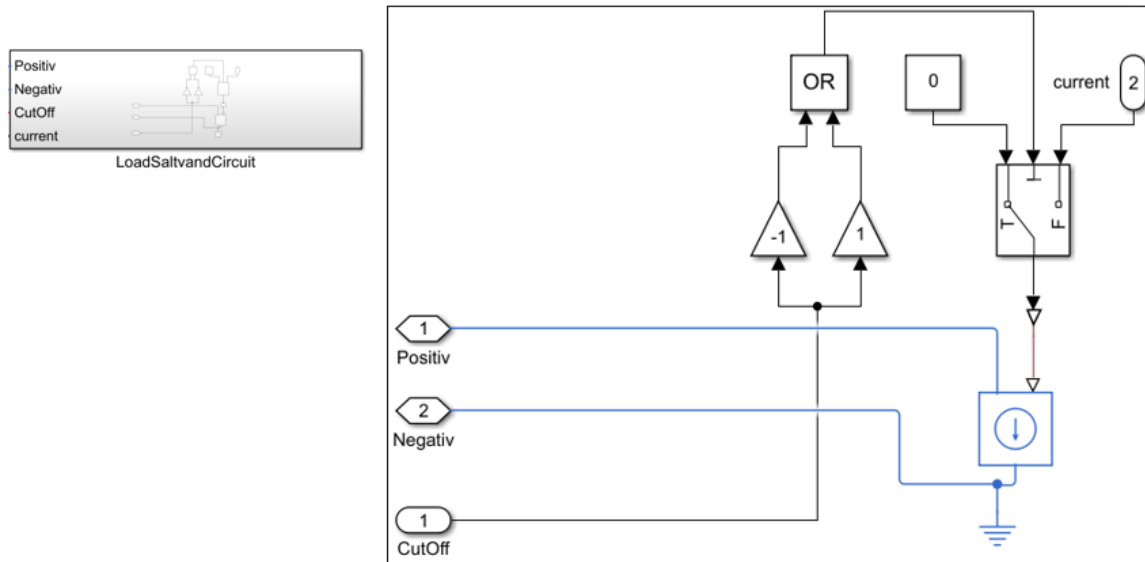 Positiv
Negativ
CutOff
current
LoadSaltvandCircuit
OR
0
current
2
-1
1
T
F
1
Positiv
2
Negativ
1
CutOff